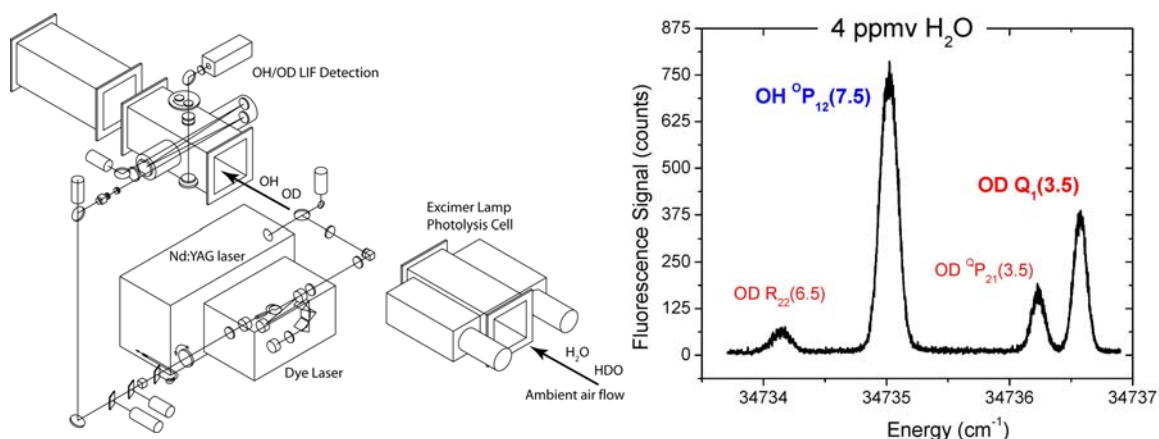 OH/OD LIF Detection
OH
OD
Nd:YAG laser
Excimer Lamp
Photolysis Cell
Dye Laser
H₂O
HDO
Ambient air flow
4 ppmv H₂O
OH ᴼP₁₂(7.5)
OD Q₁(3.5)
OD ^QP₂₁(3.5)
OD R₂₂(6.5)
Fluorescence Signal (counts)
875
750
625
500
375
250
125
0
34734
34735
34736
34737
Energy (cm⁻¹)